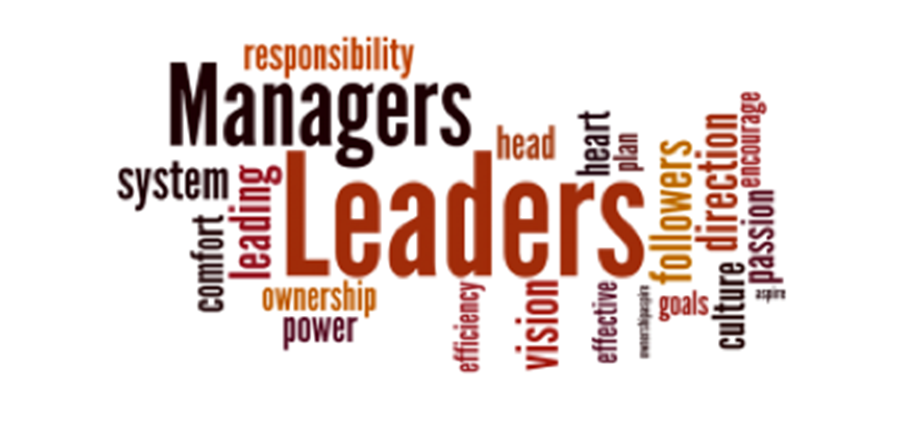 responsibility
Managers
head
heart
plan
encourage
direction
followers
system
leading
Leaders
passion
comfort
ownership
power
efficiency
vision
effective
ownershipaspire
goals
culture
aspire